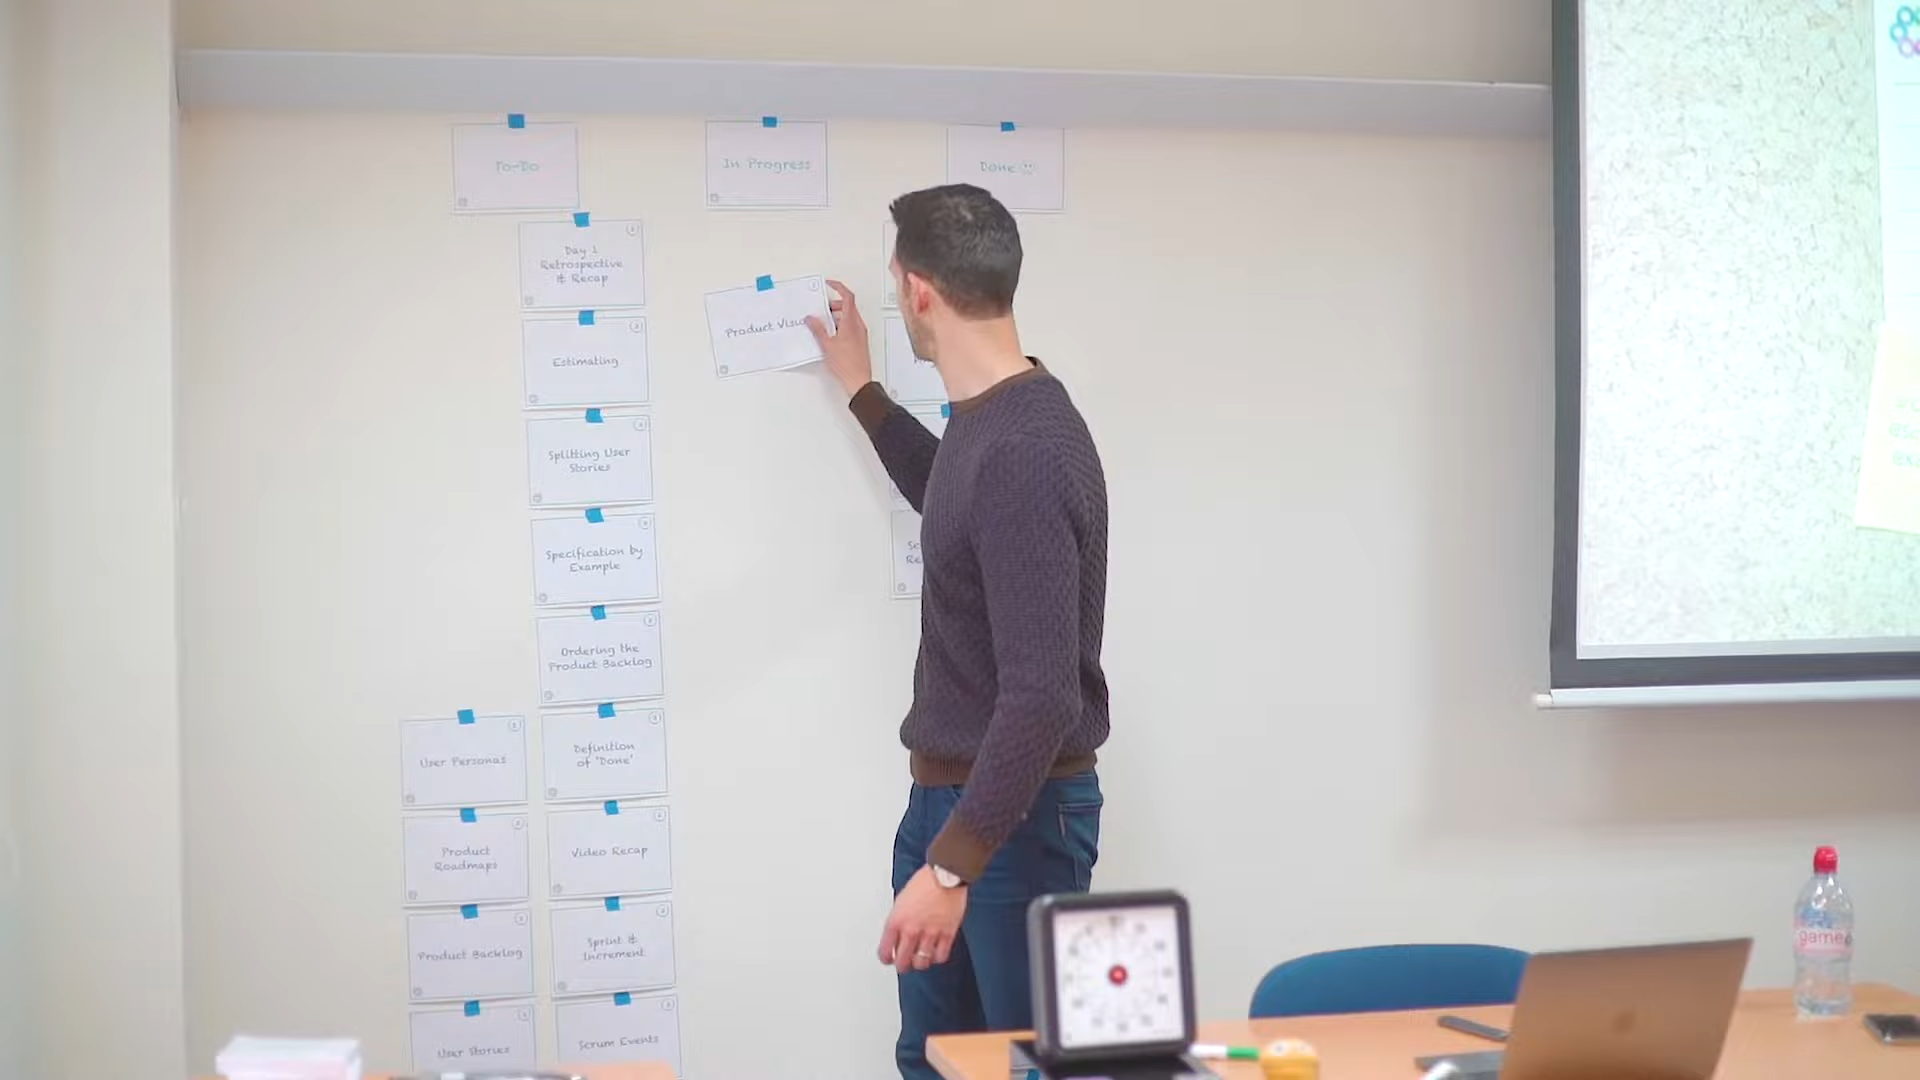 To-Do
In Progress
Done
Day 1
Retrospective
& Recap
Estimating
Splitting User
Stories
Specification by
Example
Ordering the
Product Backlog
Definition
of 'Done'
Video Recap
Sprint &
Increment
Scrum Events
User Personas
Product
Roadmaps
Product Backlog
User Stories
Product Visio
Sc
Re
game